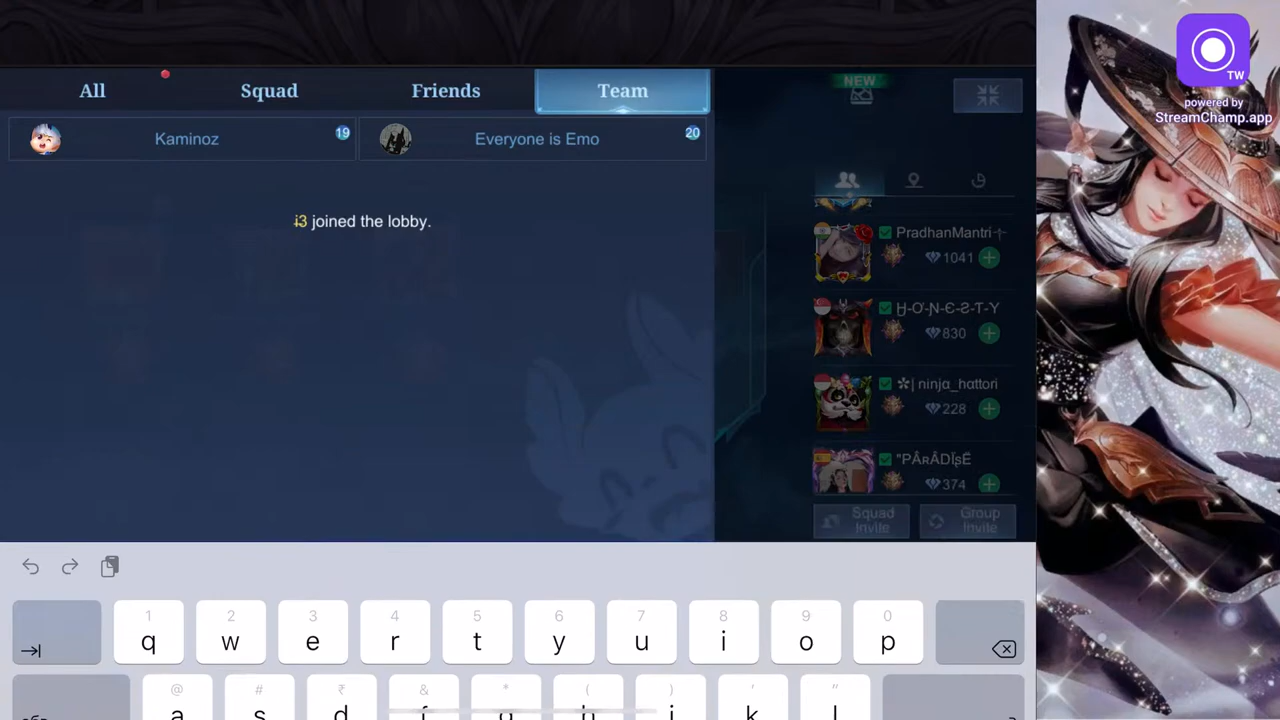 All
Squad
Friends
Team
NEW
TW
powered by
StreamChamp.app
Kaminoz
19
Everyone is Emo
20
i3 joined the lobby.
PradhanMantri
1041
830
ninjɑ_hɑttori
228
374
Squad
Invite
Group
Invite
1 2 3 4 5 6 7 8 9 0
q w e r t y u i o p
@ # ₹ & * ( ) ' "
a s d f g h j k l